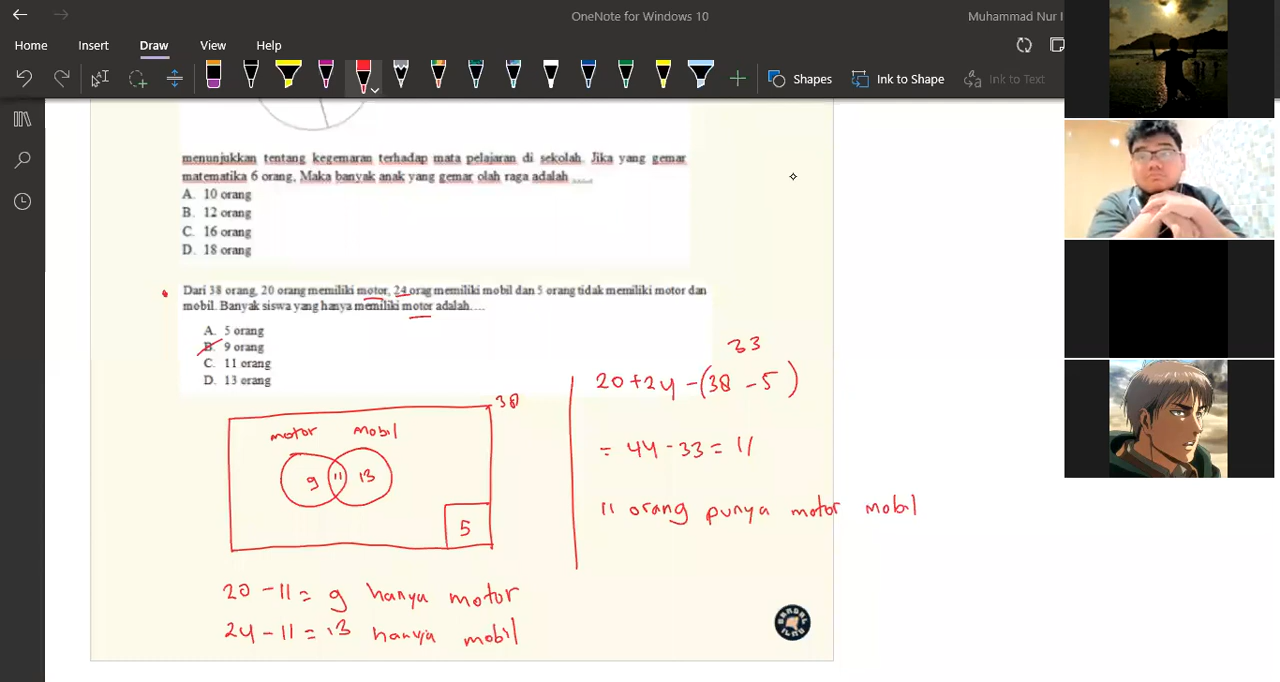 OneNote for Windows 10
Muhammad Nur I
Home Insert Draw View Help
Shapes Ink to Shape Ink to Text
menunjukkan tentang kegemaran terhadap mata pelajaran di sekolah. Jika yang gemar
matematika 6 orang, Maka banyak anak yang gemar olah raga adalah .....
A. 10 orang
B. 12 orang
C. 16 orang
D. 18 orang
Dari 38 orang, 20 orang memiliki motor, 24 orag memiliki mobil dan 5 orang tidak memiliki motor dan
mobil. Banyak siswa yang hanya memiliki motor adalah....
A. 5 orang
B. 9 orang
C. 11 orang
D. 13 orang
38
motor mobil
9 11 13
5
20 - 11 = 9 hanya motor
24 - 11 = 13 hanya mobil
33
20 + 24 - (38 - 5)
= 44 - 33 = 11
11 orang punya motor mobil